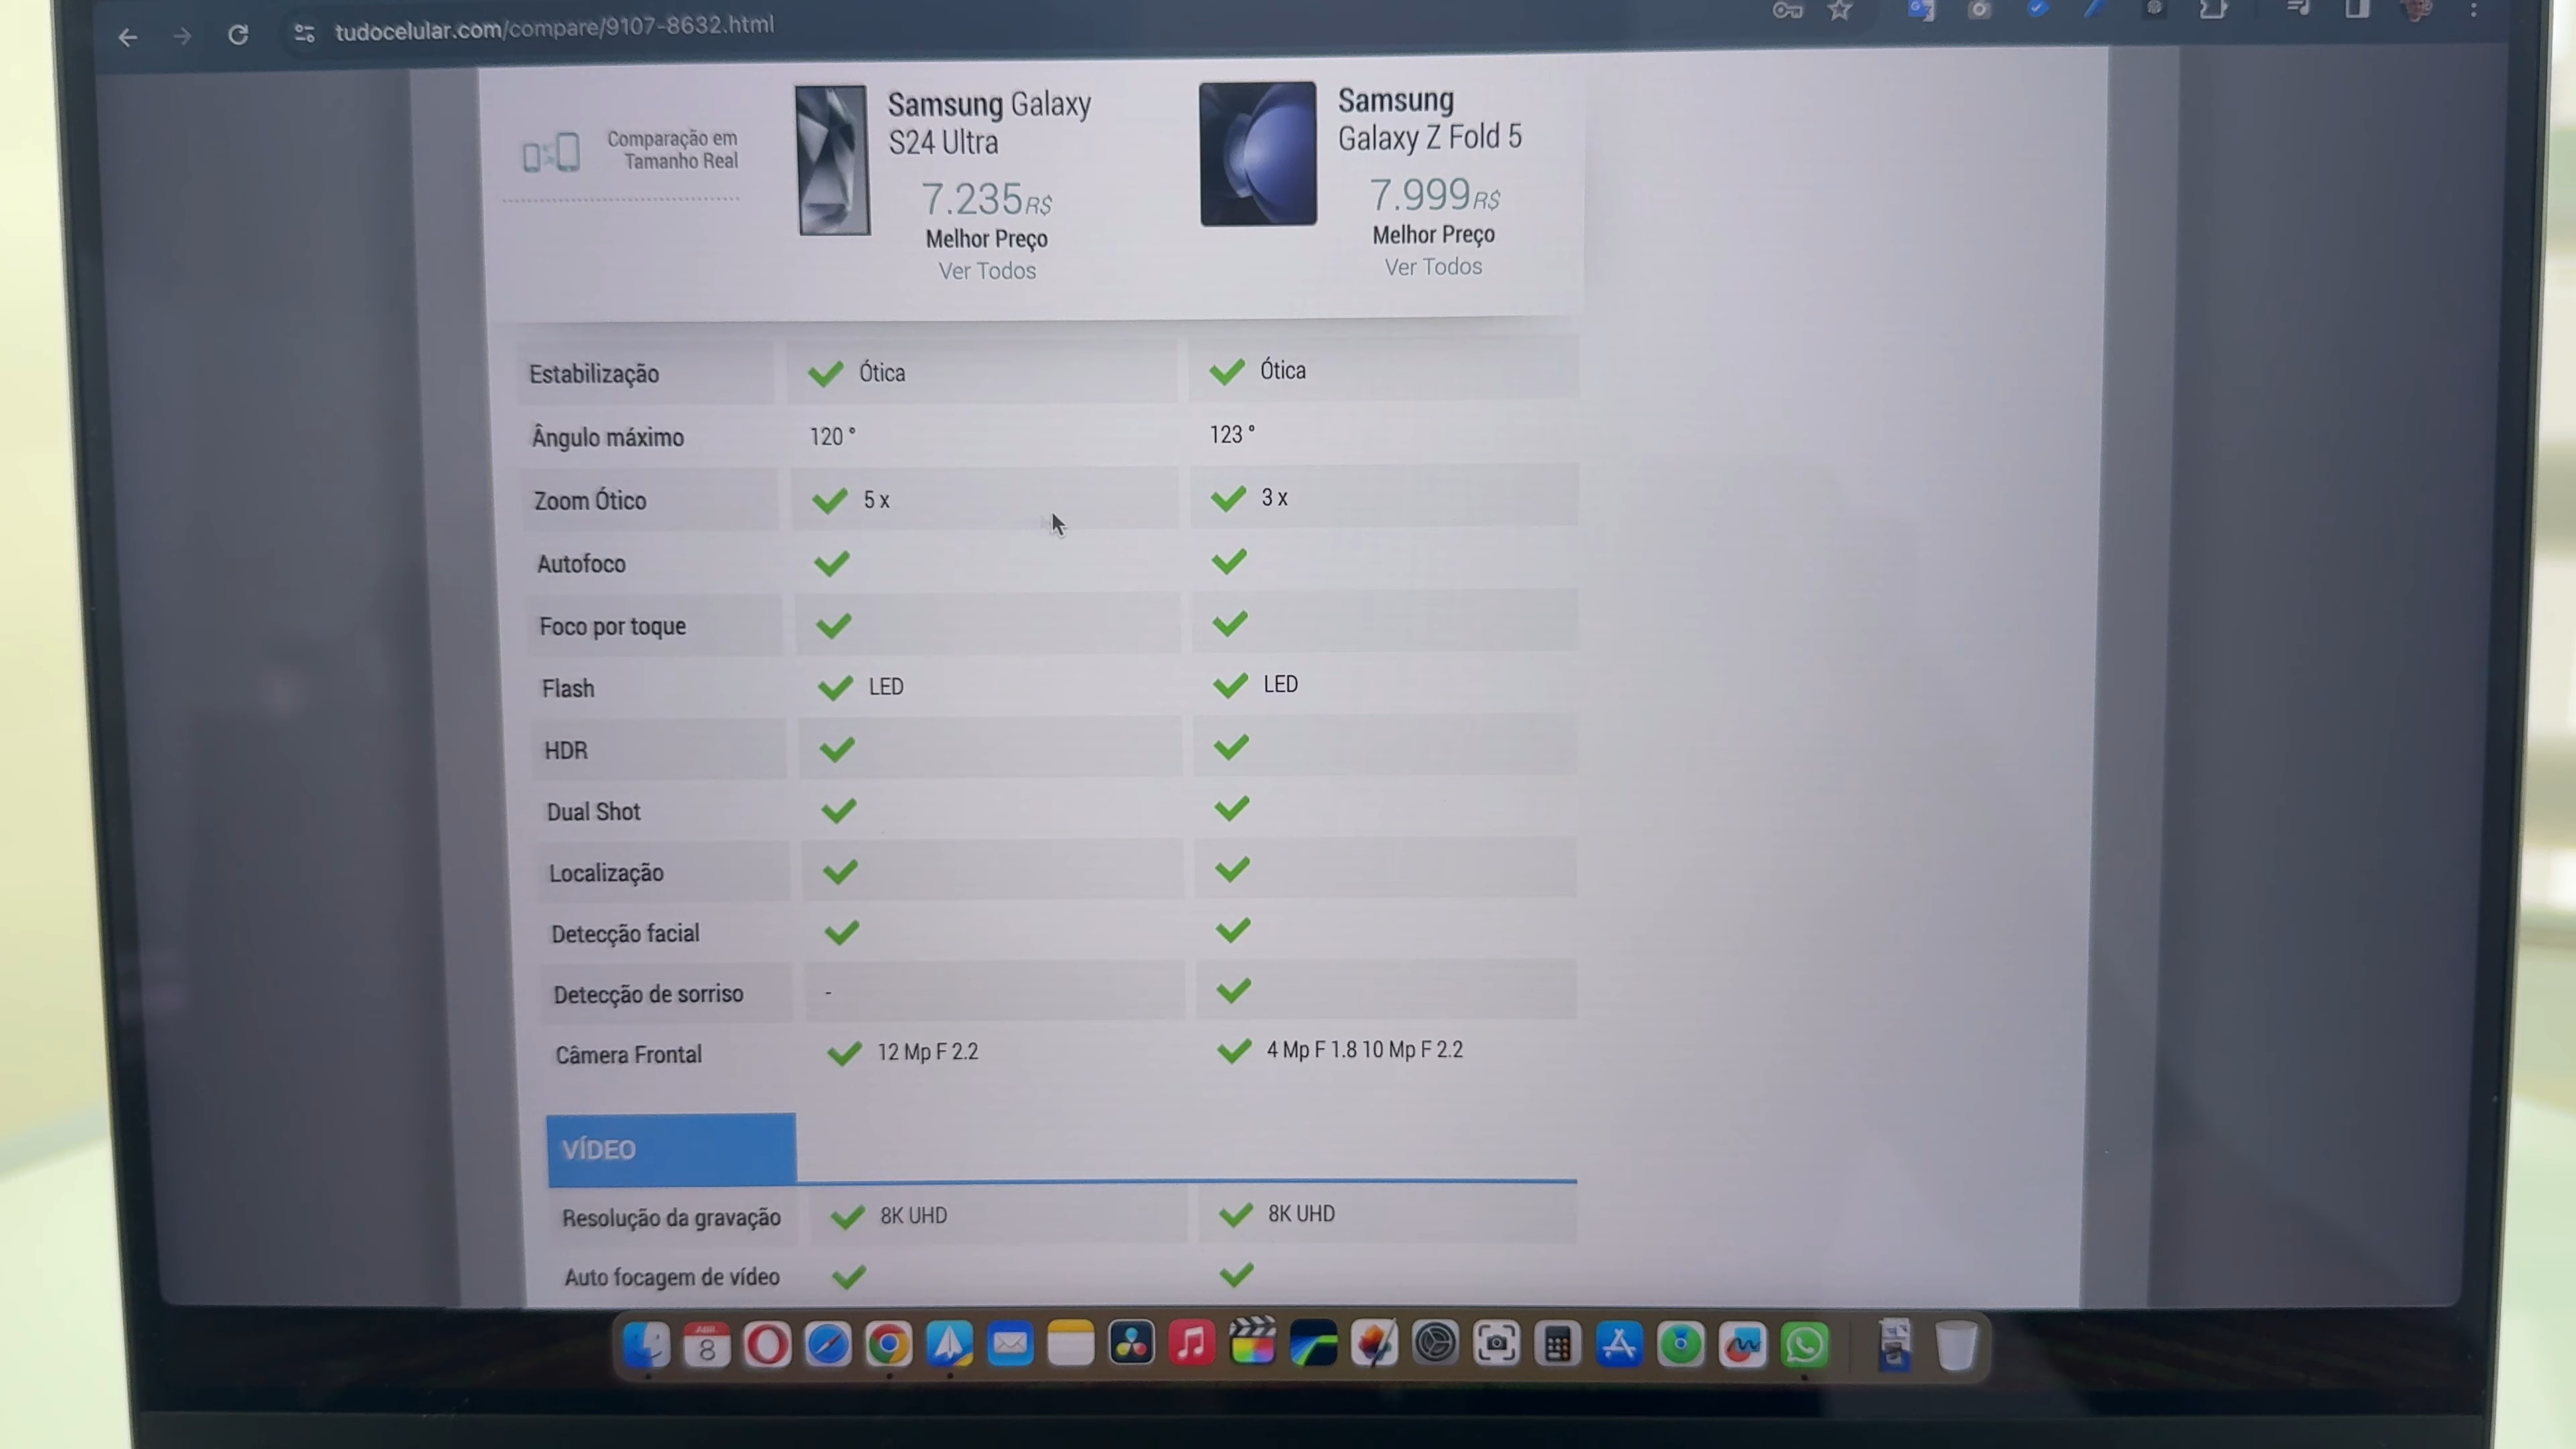 tudocelular.com/compare/9107-8632.html
Comparação em
Tamanho Real
Samsung Galaxy
S24 Ultra
7.235R$
Melhor Preço
Ver Todos
Samsung
Galaxy Z Fold 5
7.999R$
Melhor Preço
Ver Todos
Estabilização Ótica Ótica
Ângulo máximo 120 ° 123 °
Zoom Ótico 5 x 3 x
Autofoco
Foco por toque
Flash LED LED
HDR
Dual Shot
Localização
Detecção facial
Detecção de sorriso -
Câmera Frontal 12 Mp F 2.2 4 Mp F 1.8 10 Mp F 2.2
VÍDEO
Resolução da gravação 8K UHD 8K UHD
Auto focagem de vídeo
ABR
8